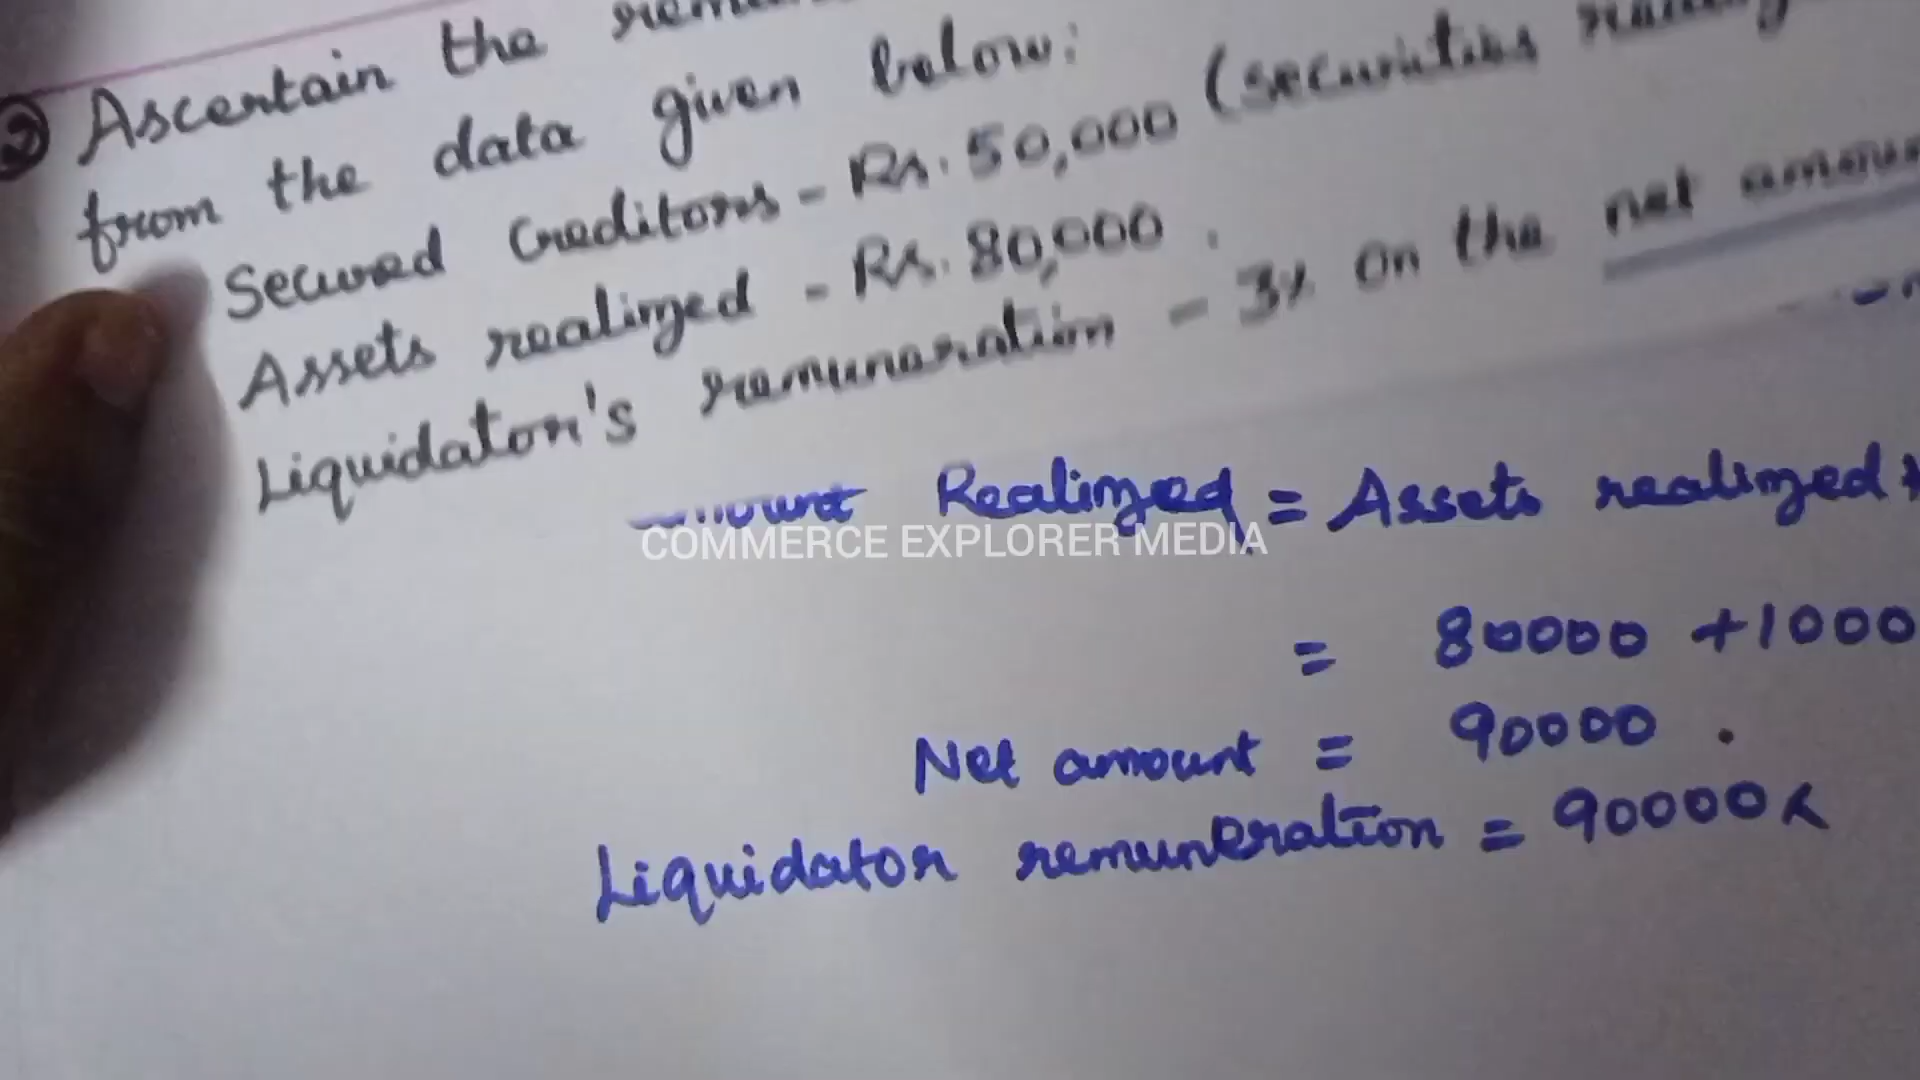 2 Ascertain the
from the data given below:
Secured Creditors - Rs. 50,000 (securities
Assets realized - Rs. 80,000.
Liquidator's remuneration - 3% on the net
Realized = Assets realized +
COMMERCE EXPLORER MEDIA
= 80000 +1000
Net amount = 90000.
Liquidator remuneration = 90000 x